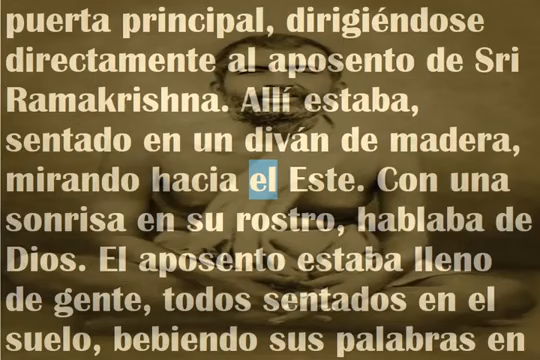 puerta principal, dirigiéndose
directamente al aposento de Sri
Ramakrishna. Allí estaba,
sentado en un diván de madera,
mirando hacia el Este. Con una
sonrisa en su rostro, hablaba de
Dios. El aposento estaba lleno
de gente, todos sentados en el
suelo, bebiendo sus palabras en